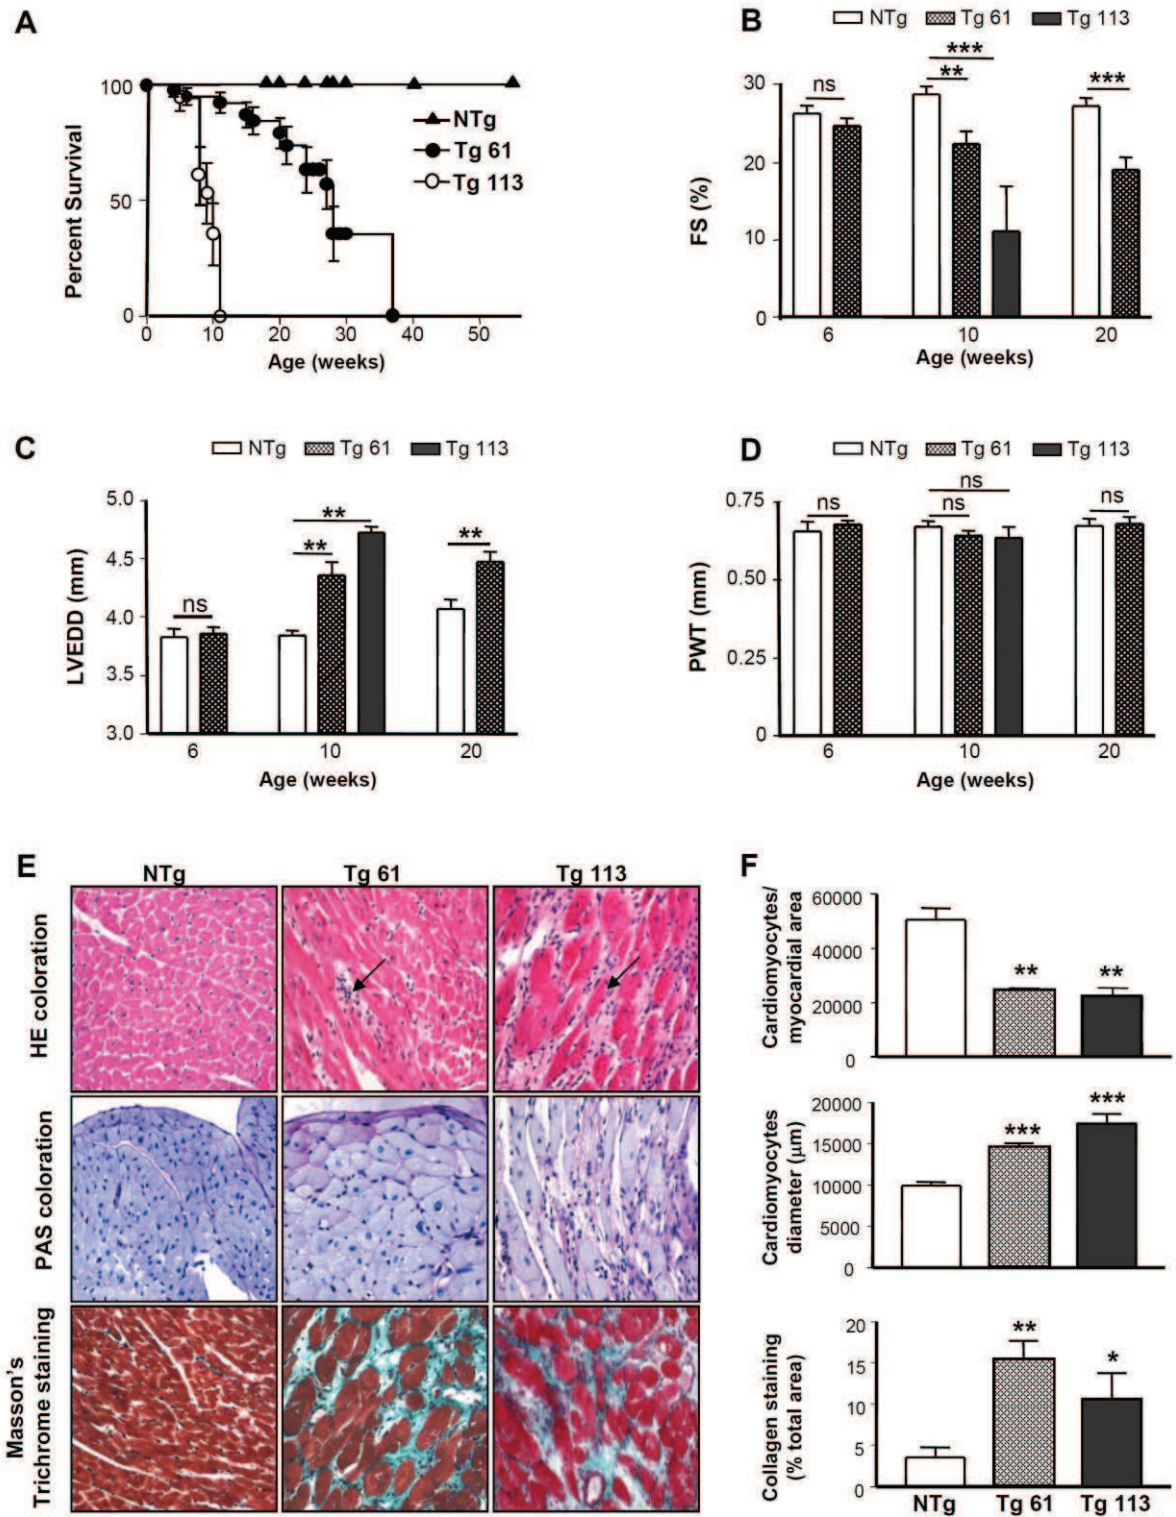 A
Percent Survival
100
50
0
0 10 20 30 40 50
Age (weeks)
NTg
Tg 61
Tg 113
B
NTg Tg 61 Tg 113
FS (%)
30
20
10
0
ns
***
**
***
6 10 20
Age (weeks)
C
NTg Tg 61 Tg 113
LVEDD (mm)
5.0
4.5
4.0
3.5
3.0
ns
**
**
**
6 10 20
Age (weeks)
D
NTg Tg 61 Tg 113
PWT (mm)
0.75
0.50
0.25
0
ns
ns
ns
ns
6 10 20
Age (weeks)
E
NTg Tg 61 Tg 113
HE coloration
PAS coloration
Masson's
Trichrome staining
F
Cardiomyocytes/
myocardial area
60000
40000
20000
0
** **
Cardiomyocytes
diameter (μm)
20000
15000
10000
5000
0
*** ***
Collagen staining
(% total area)
20
15
10
5
0
** *
NTg Tg 61 Tg 113